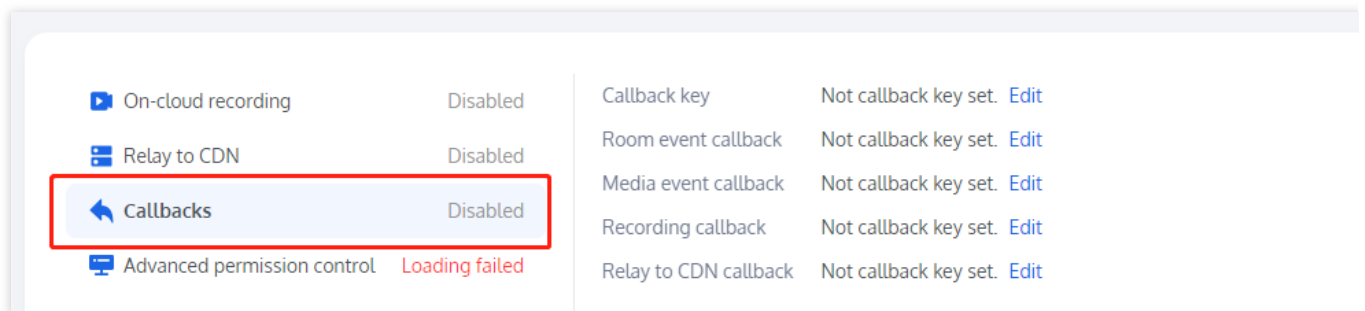 On-cloud recording Disabled
Relay to CDN Disabled
Callbacks Disabled
Advanced permission control Loading failed
Callback key Not callback key set. Edit
Room event callback Not callback key set. Edit
Media event callback Not callback key set. Edit
Recording callback Not callback key set. Edit
Relay to CDN callback Not callback key set. Edit